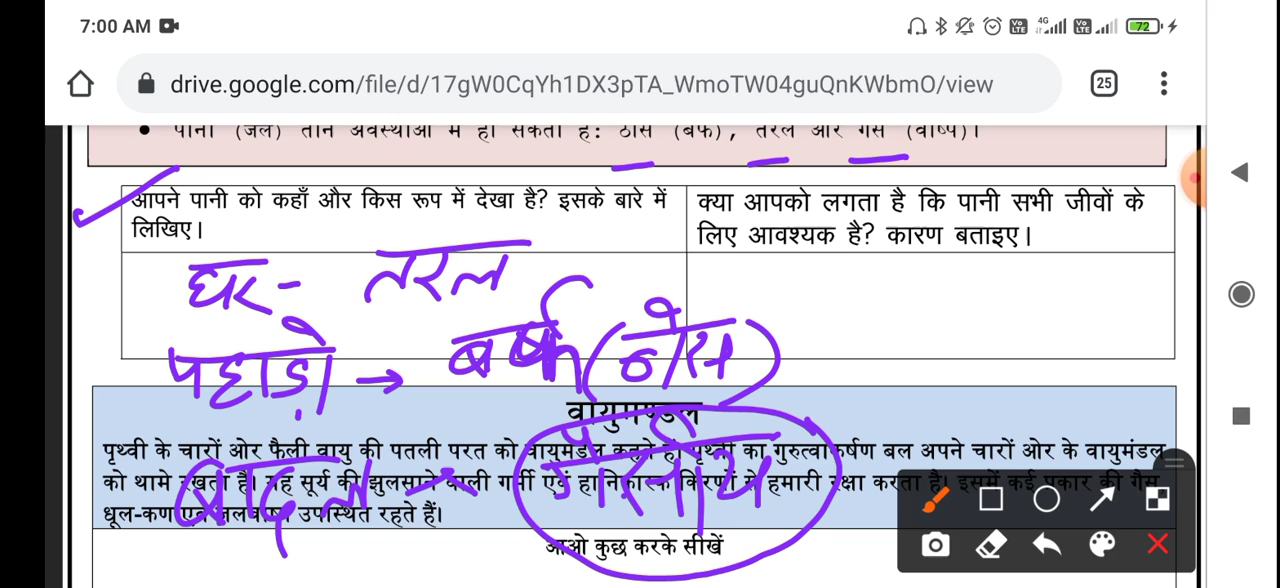 7:00 AM
4G
72
drive.google.com/file/d/17gW0CqYh1DX3pTA_WmoTW04guQnKWbmO/view
25
• पानी (जल) तीन अवस्थाओं में हो सकता है: ठोस (बर्फ), तरल और गैस (वाष्प)।
आपने पानी को कहाँ और किस रूप में देखा है? इसके बारे में
लिखिए।
क्या आपको लगता है कि पानी सभी जीवों के
लिए आवश्यक है? कारण बताइए।
घर - तरल
पहाड़ो → बर्फ (ठोस)
वायुमण्डल
पृथ्वी के चारों ओर फैली वायु की पतली परत को वायुमंडल कहते हैं। पृथ्वी का गुरुत्वाकर्षण बल अपने चारों ओर के वायुमंडल
को थामे रखता है। यह सूर्य की झुलसाने वाली गर्मी एवं हानिकारक किरणों से हमारी रक्षा करता है। इसमें कई प्रकार की गैस
धूल-कण एवं जलवाष्प उपस्थित रहते हैं।
बादल गैसीय
आओ कुछ करके सीखें